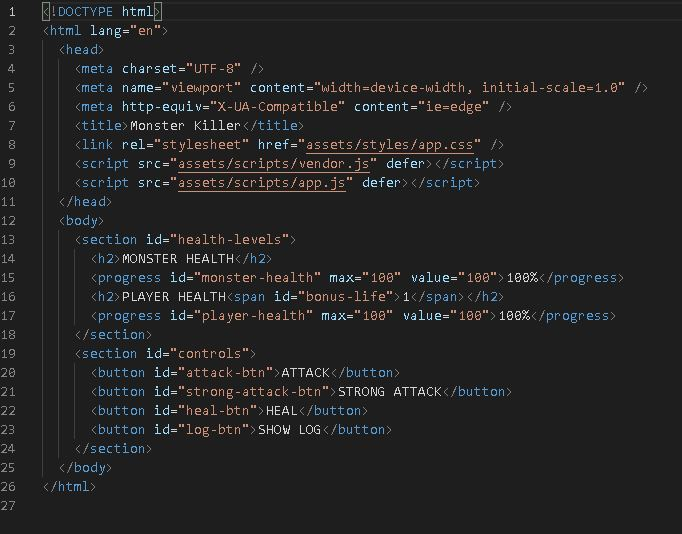 1 <!DOCTYPE html>
2 <html lang="en">
3   <head>
4     <meta charset="UTF-8" />
5     <meta name="viewport" content="width=device-width, initial-scale=1.0" />
6     <meta http-equiv="X-UA-Compatible" content="ie=edge" />
7     <title>Monster Killer</title>
8     <link rel="stylesheet" href="assets/styles/app.css" />
9     <script src="assets/scripts/vendor.js" defer></script>
10     <script src="assets/scripts/app.js" defer></script>
11   </head>
12   <body>
13     <section id="health-levels">
14       <h2>MONSTER HEALTH</h2>
15       <progress id="monster-health" max="100" value="100">100%</progress>
16       <h2>PLAYER HEALTH<span id="bonus-life">1</span></h2>
17       <progress id="player-health" max="100" value="100">100%</progress>
18     </section>
19     <section id="controls">
20       <button id="attack-btn">ATTACK</button>
21       <button id="strong-attack-btn">STRONG ATTACK</button>
22       <button id="heal-btn">HEAL</button>
23       <button id="log-btn">SHOW LOG</button>
24     </section>
25   </body>
26 </html>
27